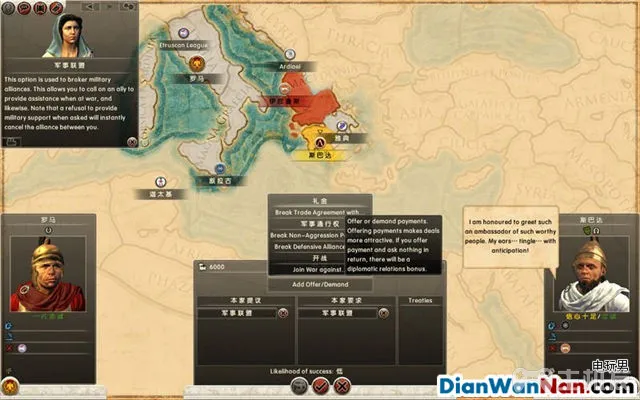 军事联盟
This option is used to broker military
alliances. This allows you to call on an ally to
provide assistance when at war, and
likewise. Note that a refusal to provide
military support when asked will instantly
cancel the alliance between you.
Etruscan League
罗马
Ardiaei
雅典
斯巴达
叙拉古
迦太基
罗马
礼金
Break Trade Agreement with...
军事通行权
Break Non-Aggression P
Break Defensive Allian
开战
Join War against
Add Offer/Demand
Offer or demand payments.
Offering payments makes deals
more attractive. If you offer
payment and ask nothing in
return, there will be a
diplomatic relations bonus.
6000
本家提议
本家要求
Treaties
军事联盟
军事联盟
Likelihood of success: 低
I am honoured to greet such
an ambassador of such worthy
people. My ears... tingle... with
anticipation!
斯巴达
电玩男
DianWanNan.com